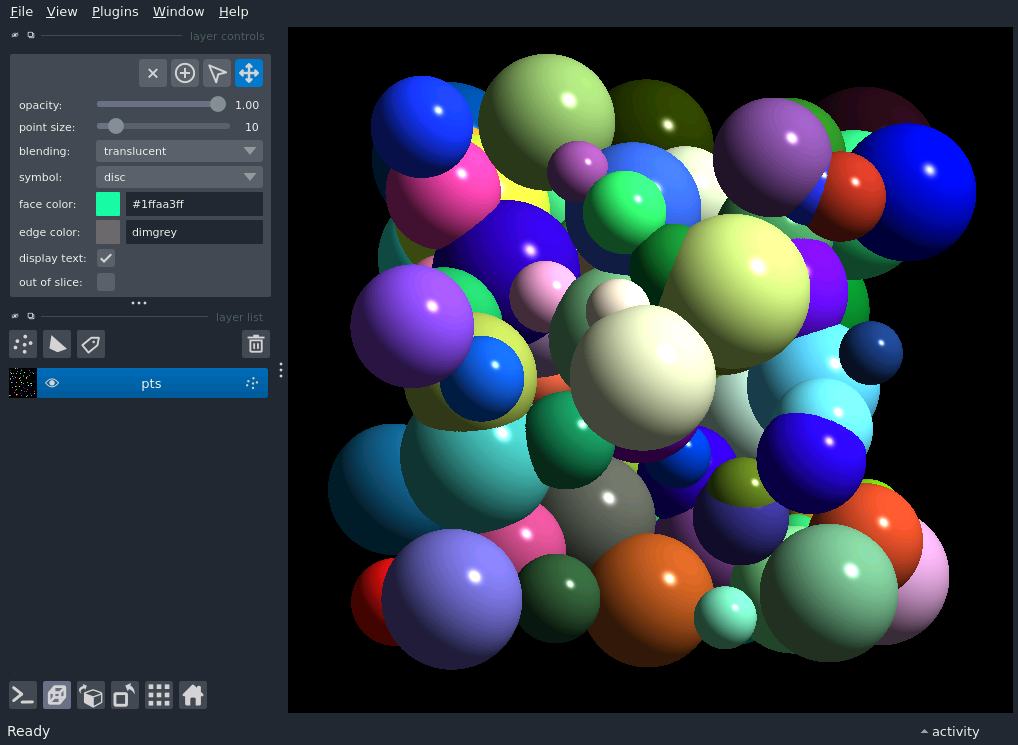 File View Plugins Window Help
layer controls
opacity: 1.00
point size: 10
blending: translucent
symbol: disc
face color: #1ffaa3ff
edge color: dimgrey
display text:
out of slice:
layer list
pts
Ready activity